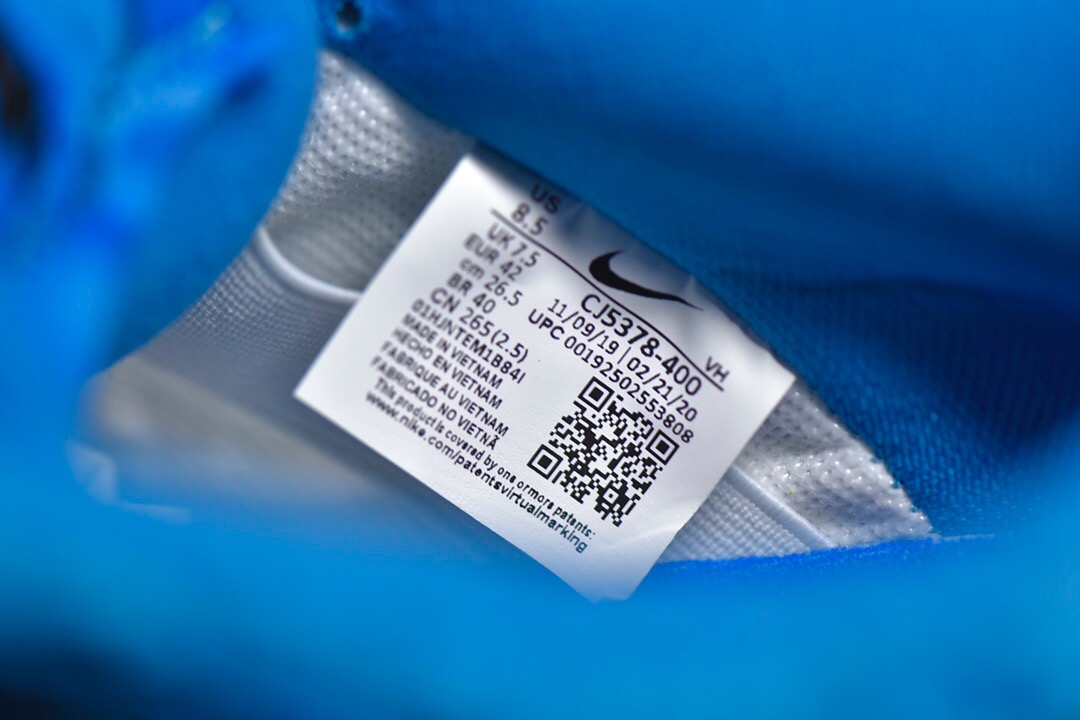 US
8.5
UK 7.5
EUR 42
cm 26.5
BR 40
CN 265(2.5)
01HJNTEM1BB4I
MADE IN VIETNAM
HECHO EN VIETNAM
FABRIQUE AU VIETNAM
FABRICADO NO VIETNÃ
This product is covered by one or more patents:
www.nike.com/patentsvirtualmarking
CJ5378-400 VH
11/09/19 | 02/21/20
UPC 00192502553808